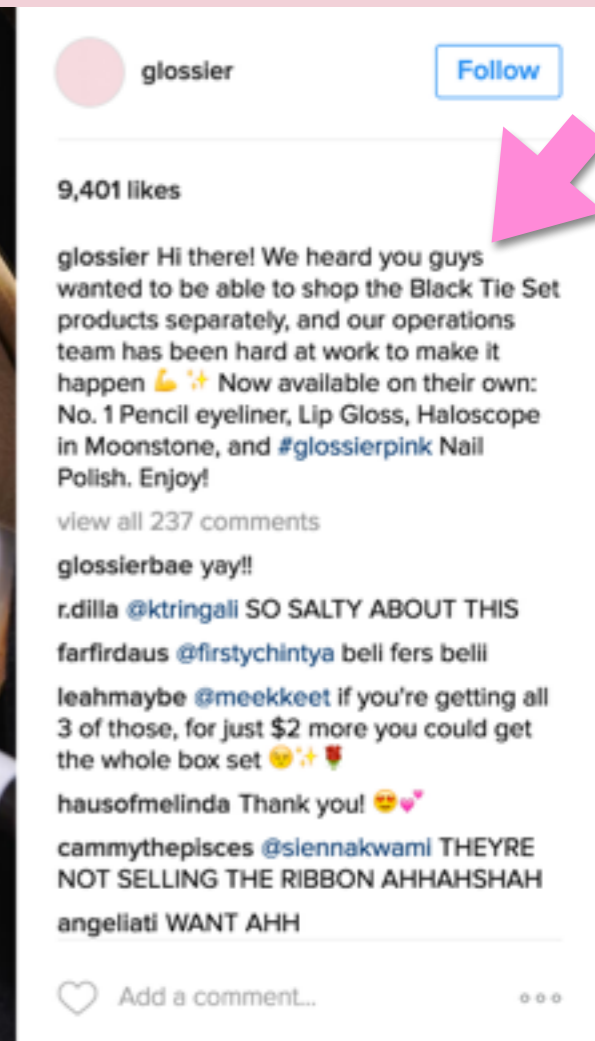 glossier
Follow
9,401 likes
glossier Hi there! We heard you guys
wanted to be able to shop the Black Tie Set
products separately, and our operations
team has been hard at work to make it
happen 💪 ✨ Now available on their own:
No. 1 Pencil eyeliner, Lip Gloss, Haloscope
in Moonstone, and #glossierpink Nail
Polish. Enjoy!
view all 237 comments
glossierbae yay!!
r.dilla @ktringali SO SALTY ABOUT THIS
farfirdaus @firstychintya beli fers belii
leahmaybe @meekkeet if you're getting all
3 of those, for just $2 more you could get
the whole box set 😚✨🌹
hausofmelinda Thank you! 😍💕
cammythepisces @siennakwami THEYRE
NOT SELLING THE RIBBON AHHAHSHAH
angeliati WANT AHH
Add a comment...